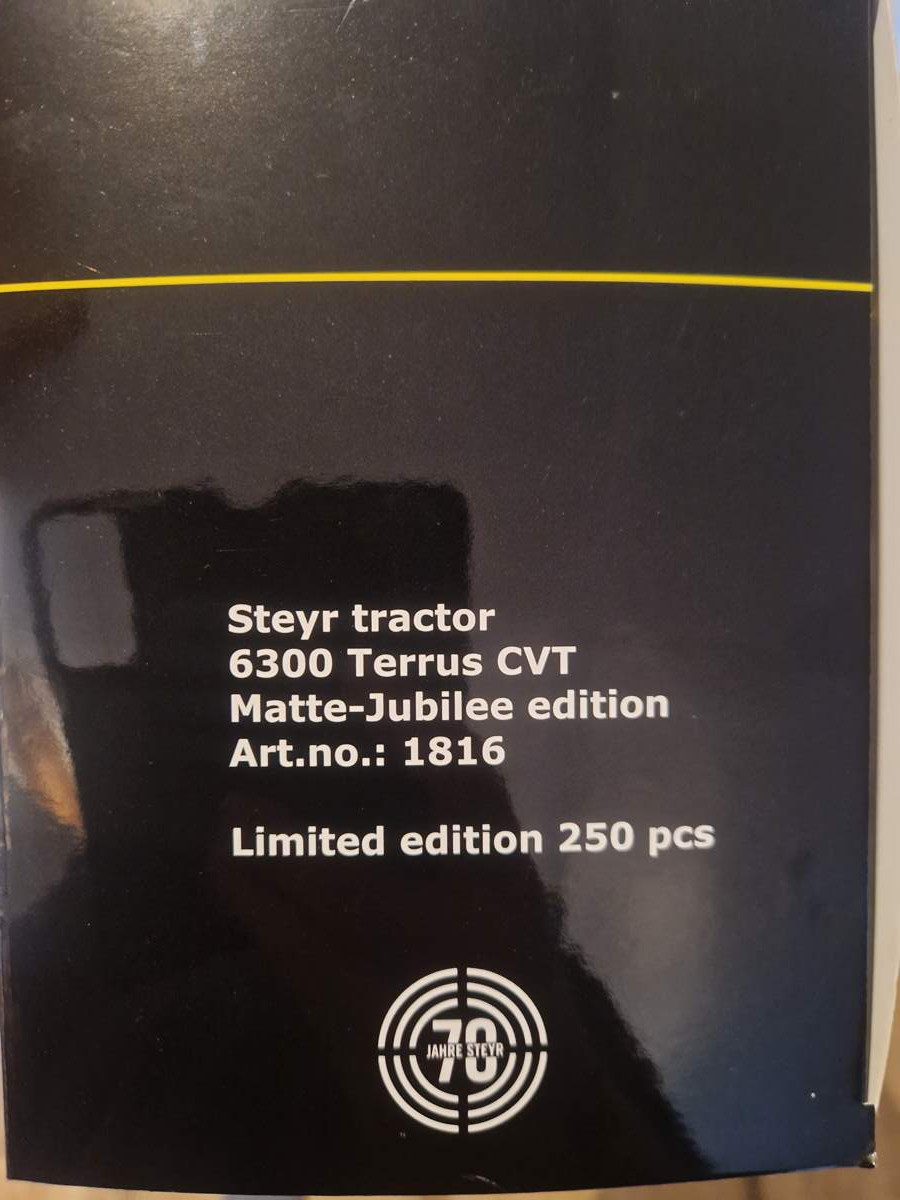 Steyr tractor
6300 Terrus CVT
Matte-Jubilee edition
Art.no.: 1816
Limited edition 250 pcs
70
JAHRE STEYR